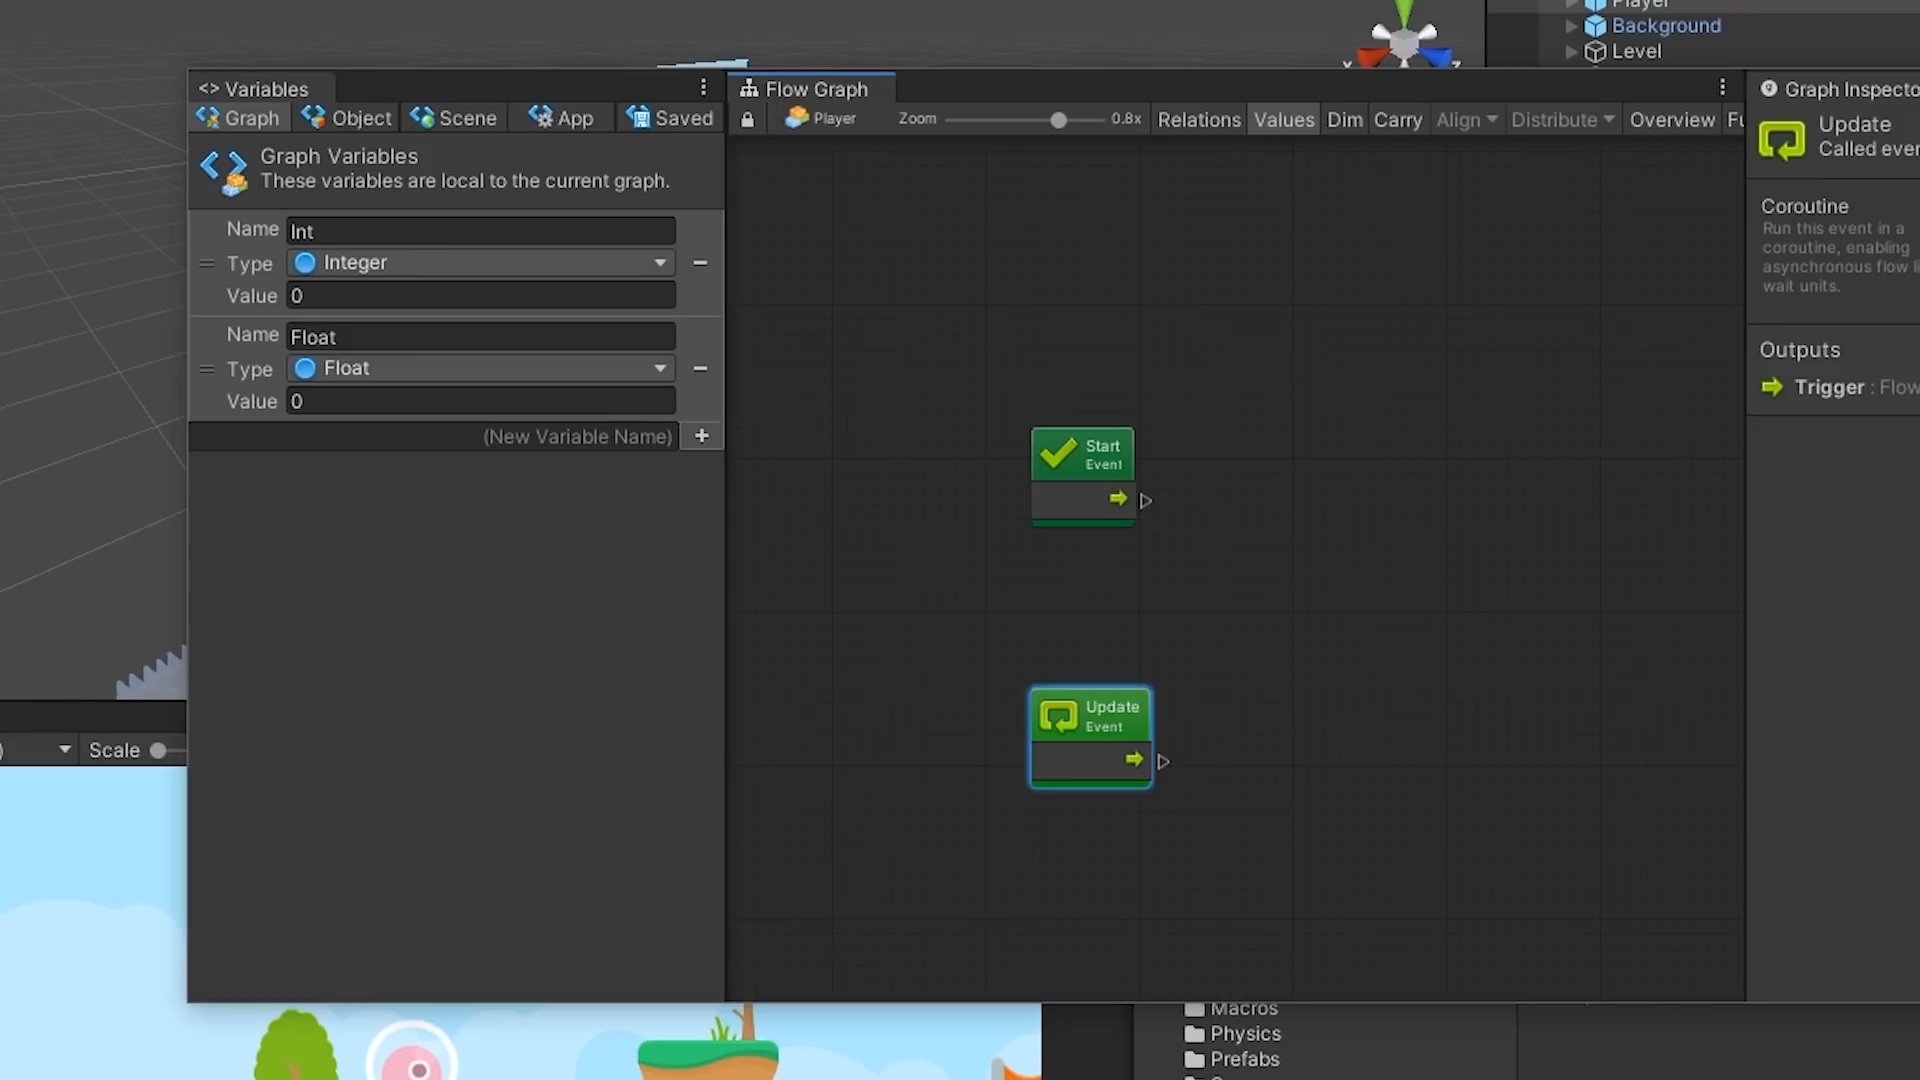 Player
Background
Level
<> Variables
Flow Graph
Graph
Object
Scene
App
Saved
Player
Zoom
0.8x
Relations
Values
Dim
Carry
Align
Distribute
Overview
Graph Variables
These variables are local to the current graph.
Name Int
Type Integer
Value 0
Name Float
Type Float
Value 0
(New Variable Name) +
Start
Event
Update
Event
Update
Called
Coroutine
Run this event in a
coroutine, enabling
asynchronous flow
wait units.
Outputs
Trigger : Flow
Scale
Macros
Physics
Prefabs
Graph